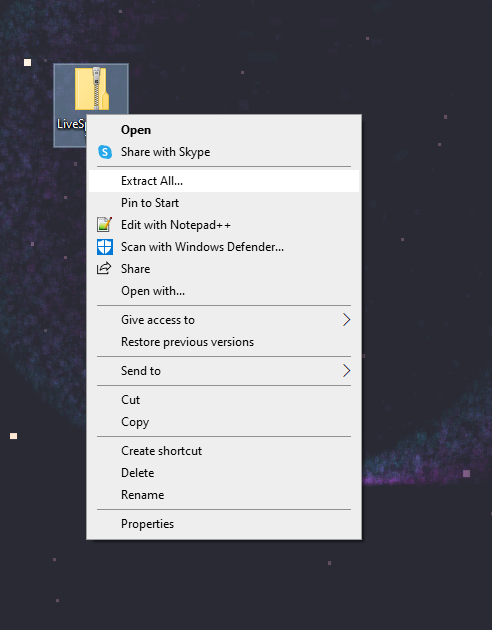 Open
Share with Skype
Extract All...
Pin to Start
Edit with Notepad++
Scan with Windows Defender...
Share
Open with...
Give access to
Restore previous versions
Send to
Cut
Copy
Create shortcut
Delete
Rename
Properties